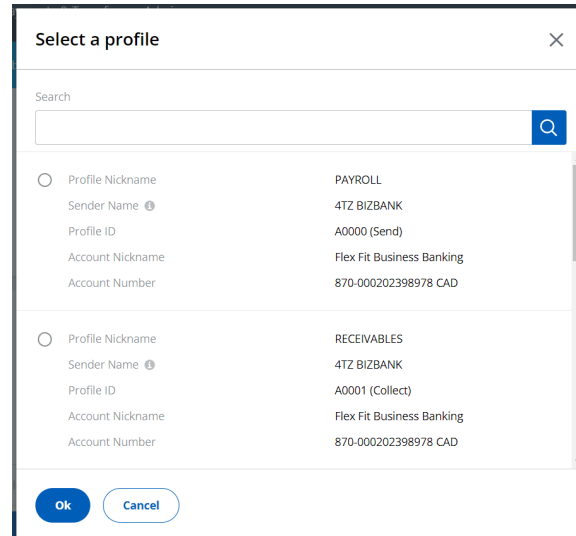 Select a profile
Search
Profile Nickname PAYROLL
Sender Name 4TZ BIZBANK
Profile ID A0000 (Send)
Account Nickname Flex Fit Business Banking
Account Number 870-000202398978 CAD
Profile Nickname RECEIVABLES
Sender Name 4TZ BIZBANK
Profile ID A0001 (Collect)
Account Nickname Flex Fit Business Banking
Account Number 870-000202398978 CAD
Ok Cancel